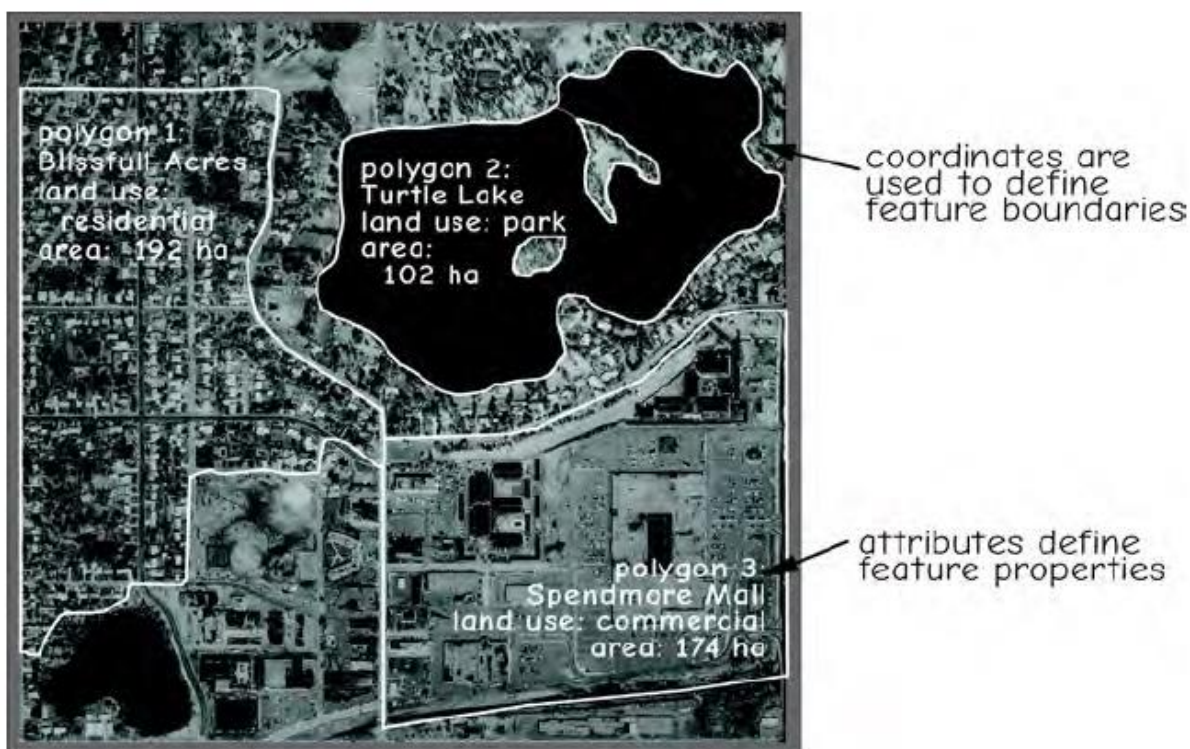 polygon 1:
Blissfull Acres
land use:
residential
area: 192 ha
polygon 2:
Turtle Lake
land use: park
area:
102 ha
coordinates are
used to define
feature boundaries
polygon 3:
Spendmore Mall
land use: commercial
area: 174 ha
attributes define
feature properties